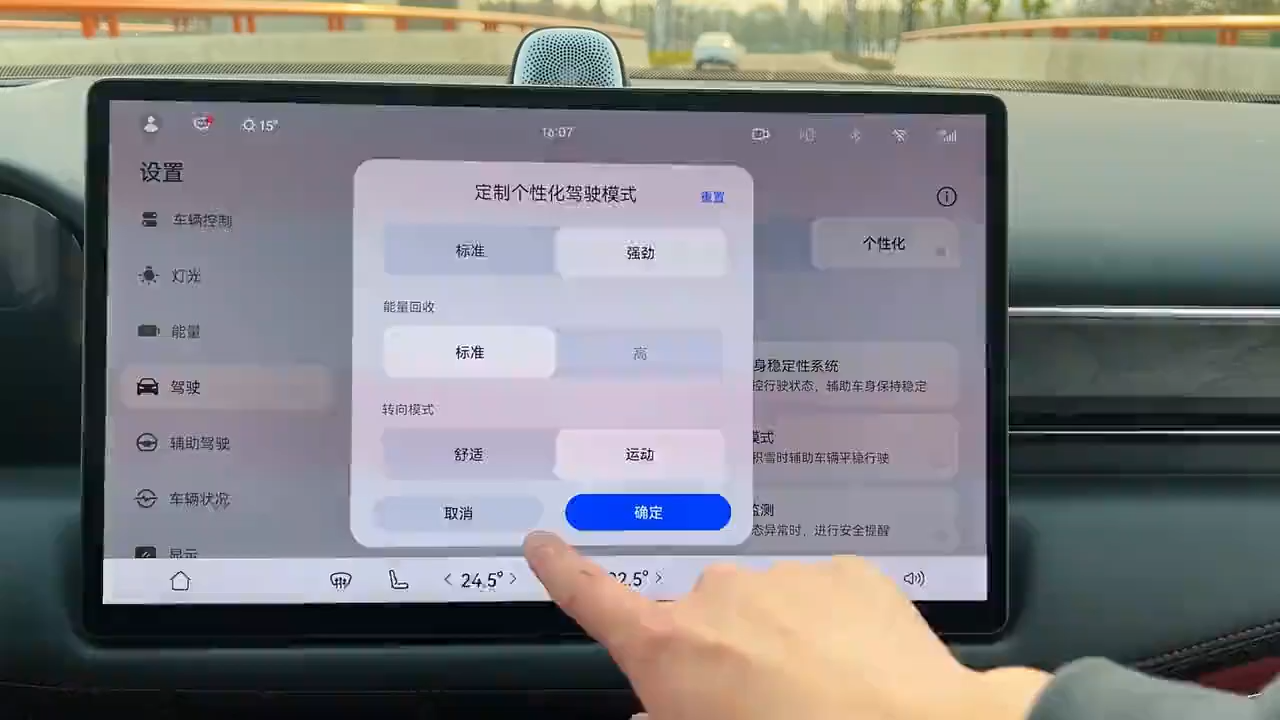 15°
16:07
设置
车辆控制
灯光
能量
驾驶
辅助驾驶
车辆状况
显示
定制个性化驾驶模式
重置
标准
强劲
能量回收
标准
高
转向模式
舒适
运动
取消
确定
个性化
身稳定性系统
控行驶状态，辅助车身保持稳定
模式
积雪时辅助车辆平稳行驶
监测
态异常时，进行安全提醒
24.5°
2.5°